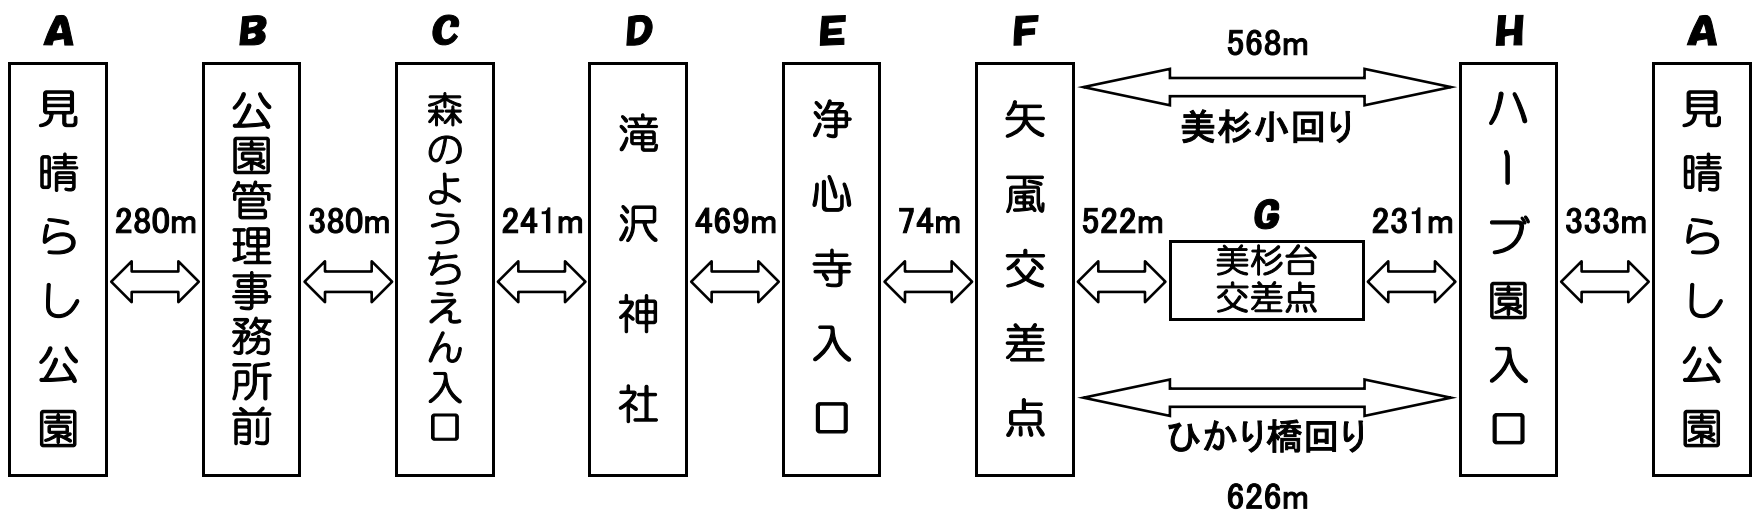 A
B
C
D
E
F
H
A
568m
見晴らし公園
公園管理事務所前
森のようちえん入口
滝沢神社
浄心寺入口
矢颪交差点
美杉小回り
ハーブ園入口
見晴らし公園
280m
380m
241m
469m
74m
522m
G
美杉台
交差点
231m
333m
ひかり橋回り
626m